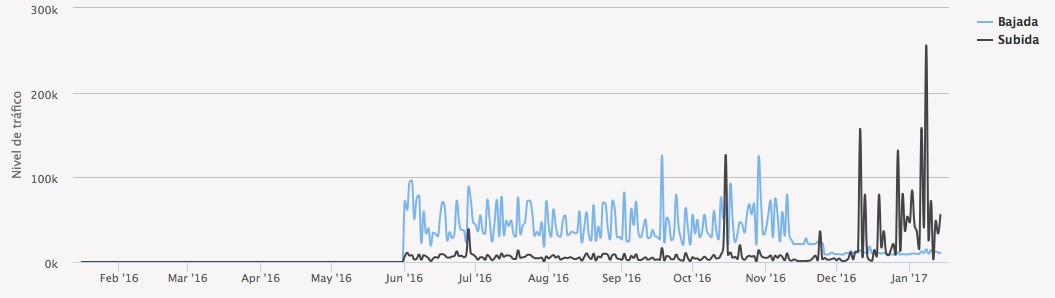 300k
200k
100k
0k
Nivel de tráfico
Feb '16 Mar '16 Apr '16 May '16 Jun '16 Jul '16 Aug '16 Sep '16 Oct '16 Nov '16 Dec '16 Jan '17
Bajada
Subida